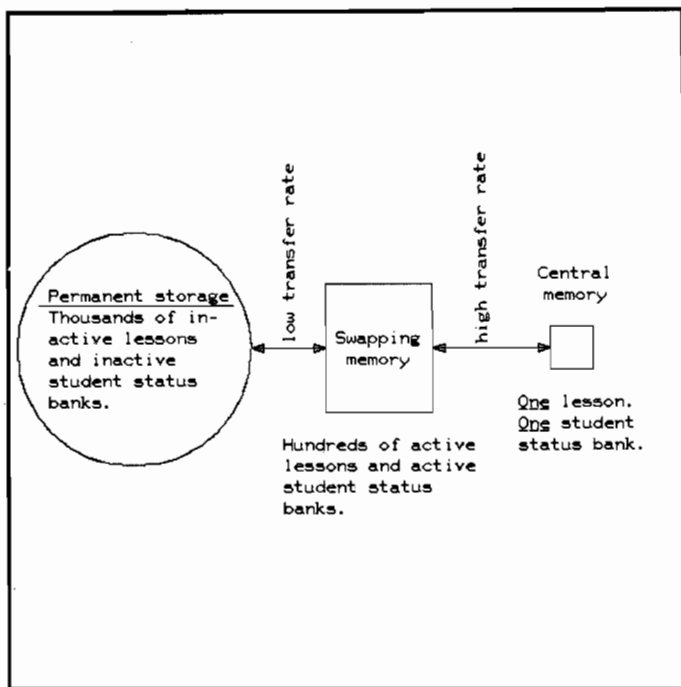 Permanent storage
Thousands of in-
active lessons
and inactive
student status
banks.
low transfer rate
Swapping
memory
Hundreds of active
lessons and active
student status
banks.
high transfer rate
Central
memory
One lesson.
One student
status bank.